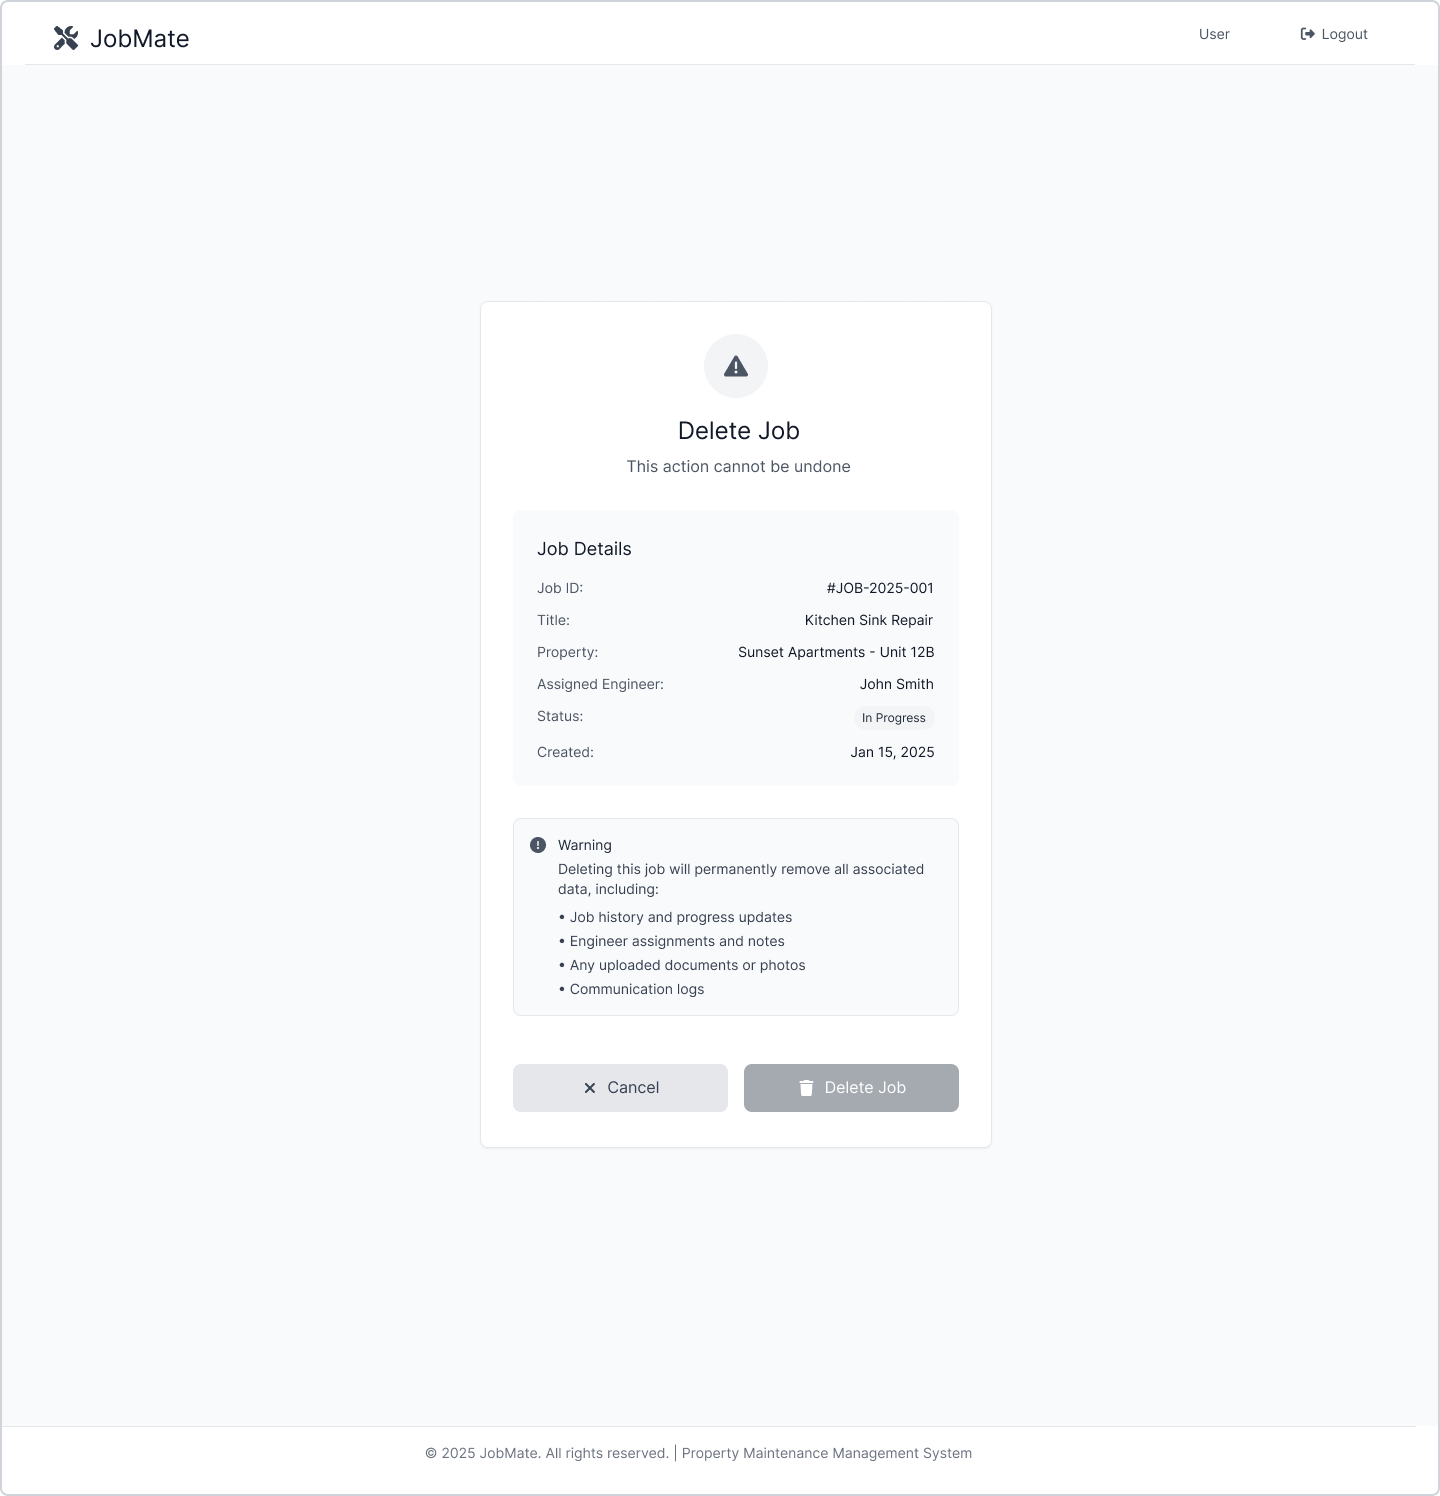 JobMate
User
Logout
Delete Job
This action cannot be undone
Job Details
Job ID: #JOB-2025-001
Title: Kitchen Sink Repair
Property: Sunset Apartments - Unit 12B
Assigned Engineer: John Smith
Status: In Progress
Created: Jan 15, 2025
Warning
Deleting this job will permanently remove all associated
data, including:
• Job history and progress updates
• Engineer assignments and notes
• Any uploaded documents or photos
• Communication logs
Cancel
Delete Job
© 2025 JobMate. All rights reserved. | Property Maintenance Management System